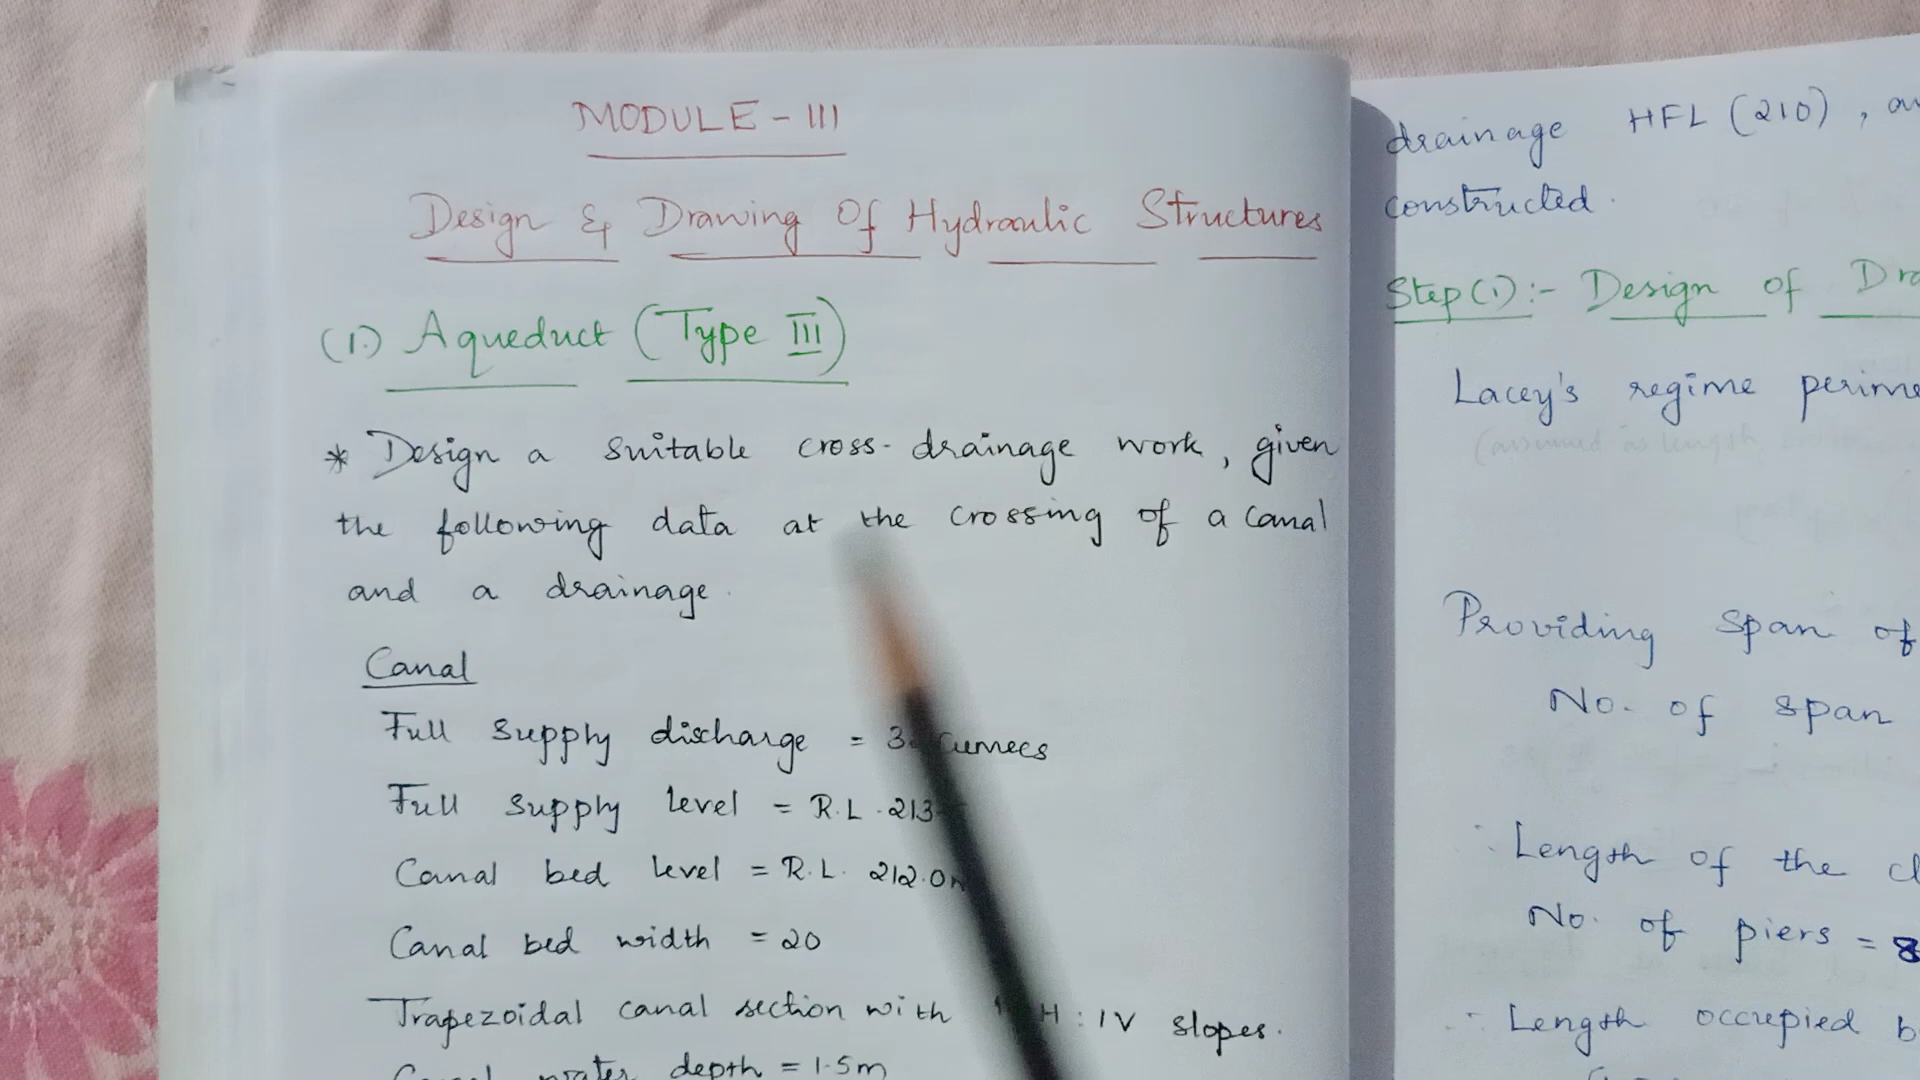 MODULE - III
Design & Drawing Of Hydraulic Structures
(1.) Aqueduct (Type III)
* Design a suitable cross-drainage work, given
the following data at the crossing of a canal
and a drainage.
Canal
Full supply discharge = cumecs
Full supply level = R.L. 213
Canal bed level = R.L. 212.0
Canal bed width = 20
Trapezoidal canal section with H : 1V slopes.
Canal water depth = 1.5m
drainage HFL (210) ,
constructed.
Step (1) :- Design of
Lacey's regime
(assumed as length
Providing span of
No. of span
Length of the
No. of piers = 8
∴ Length occupied